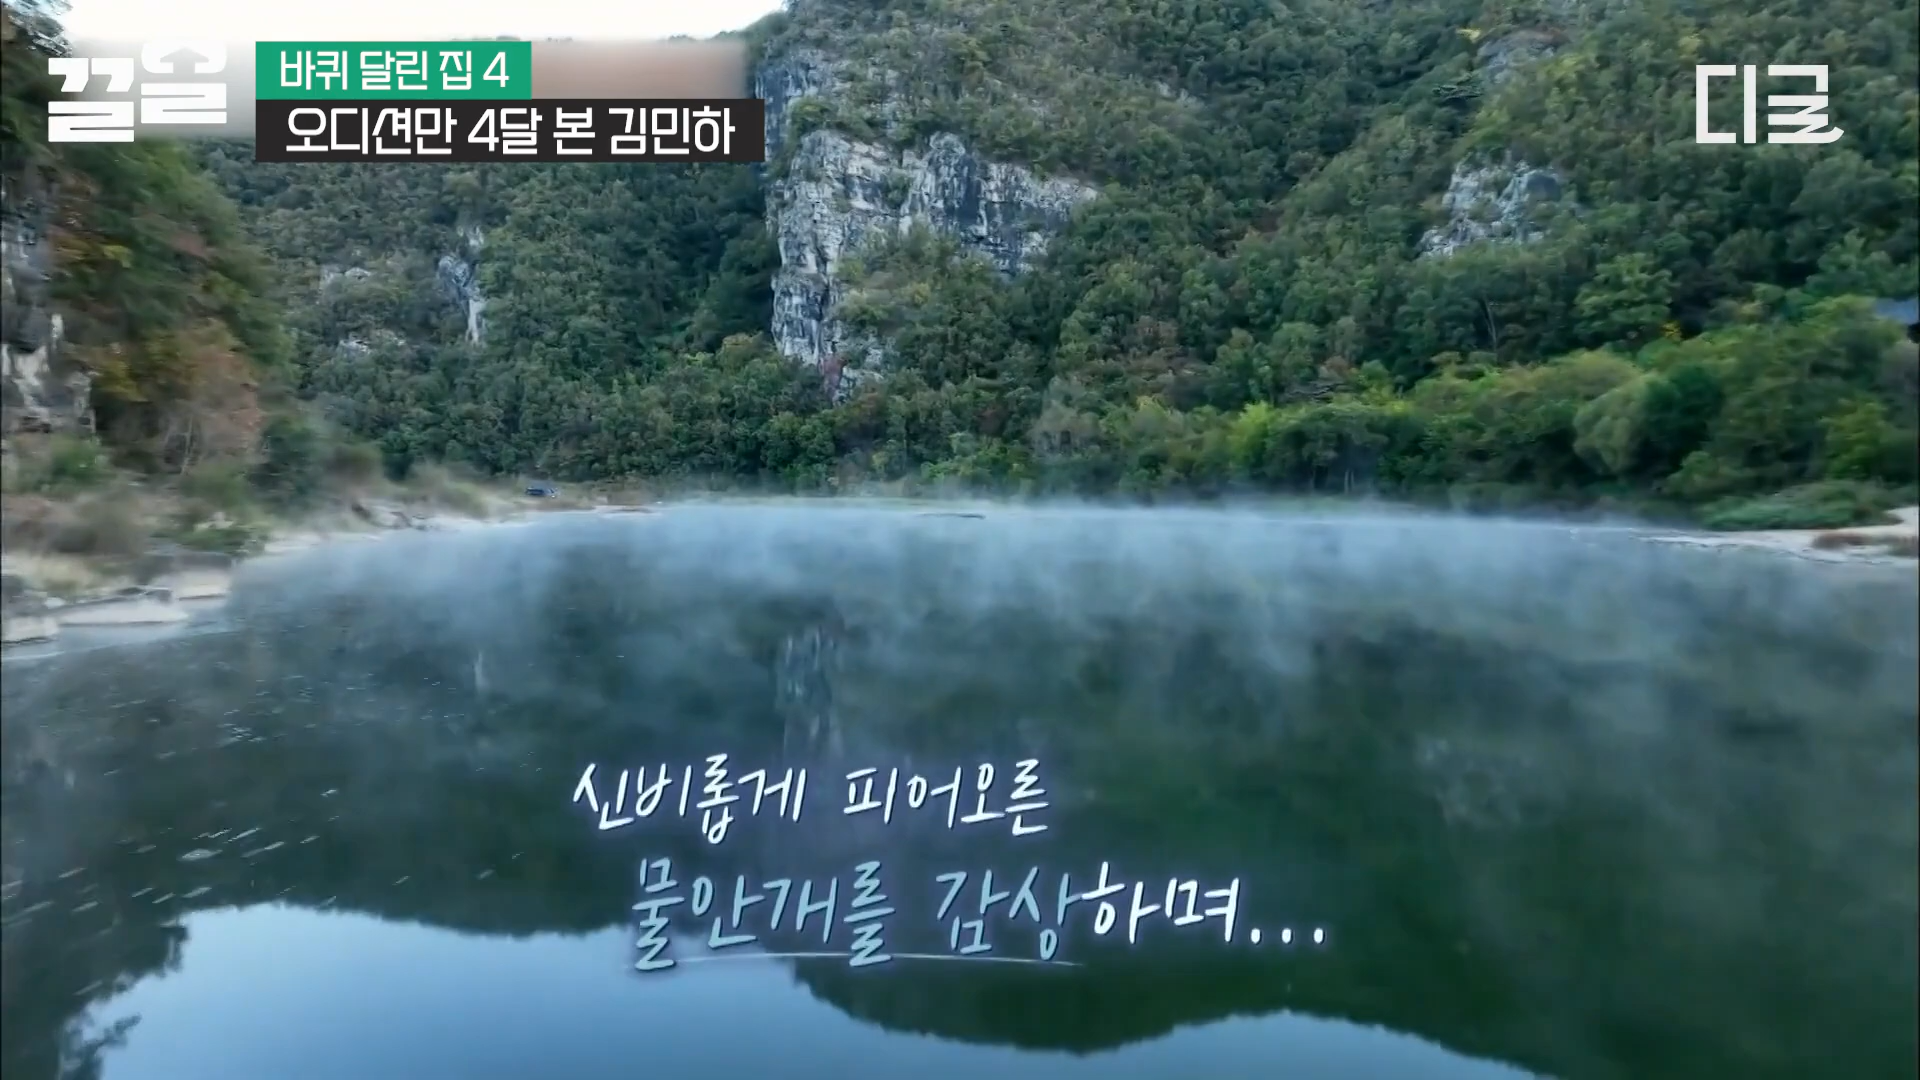 끌올
바퀴 달린 집 4
오디션만 4달 본 김민하
디글
신비롭게 피어오른
물안개를 감상하며...